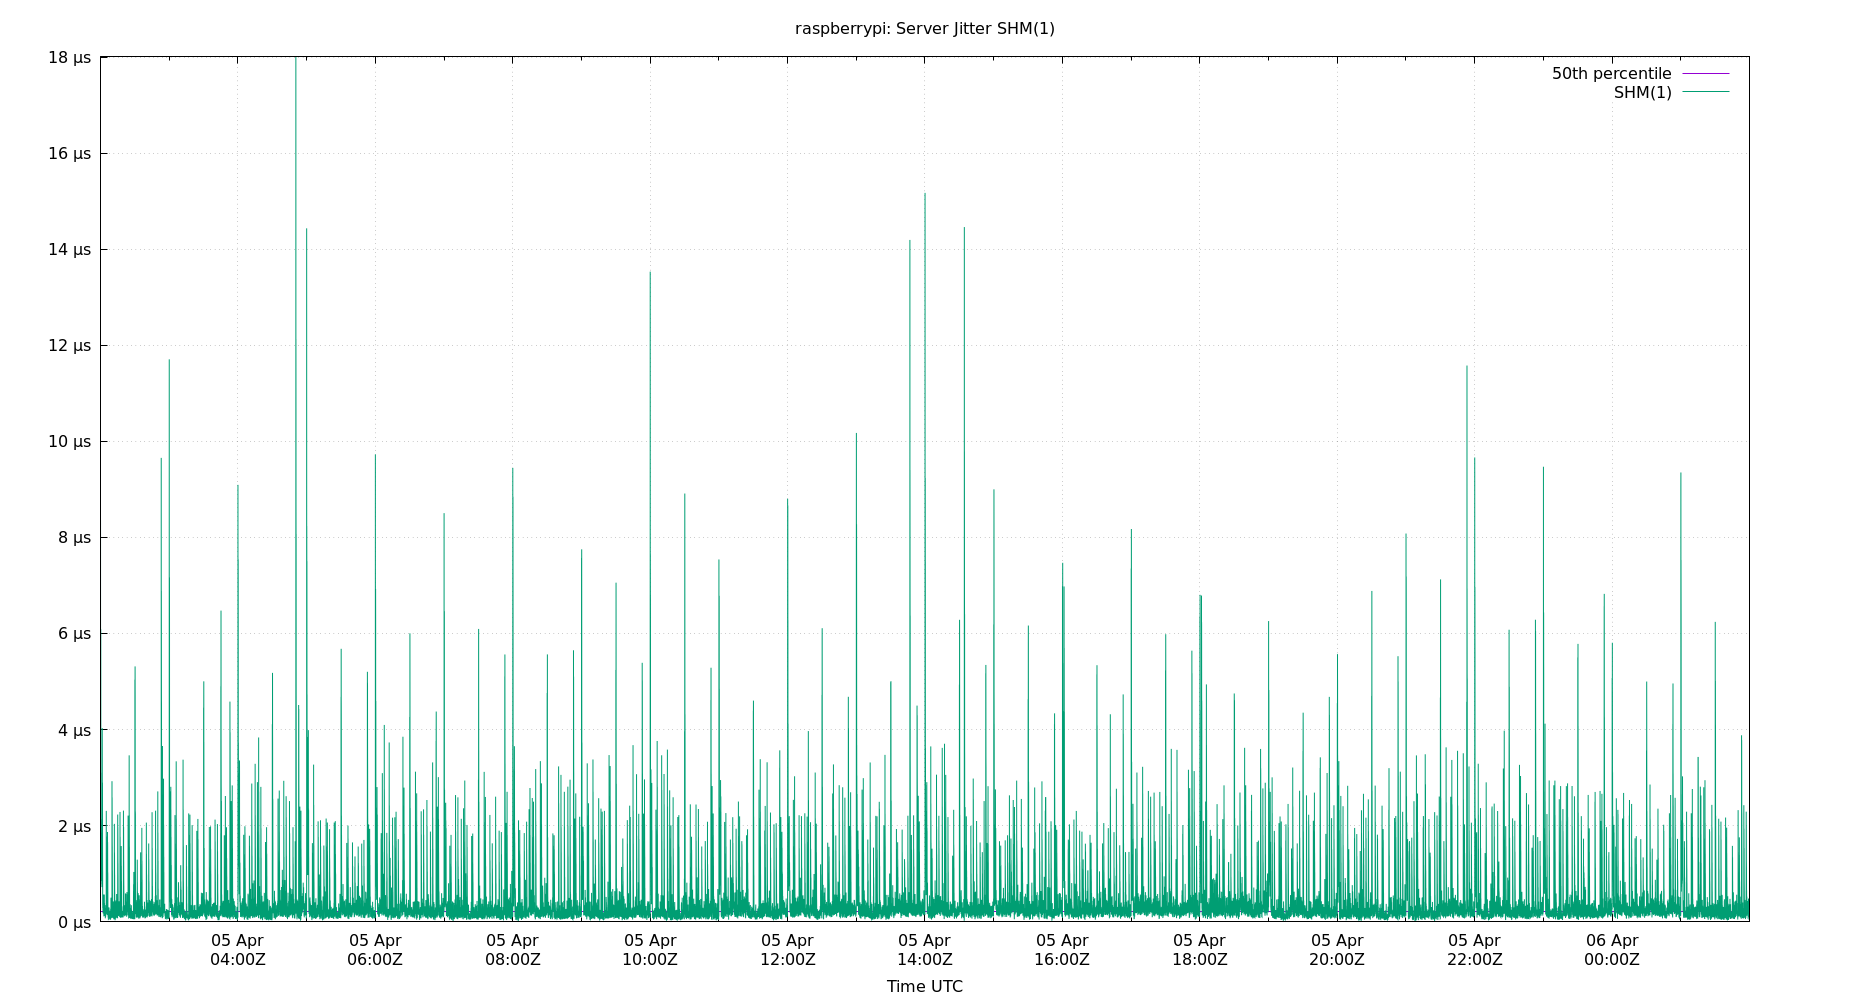 raspberrypi: Server Jitter SHM(1)
50th percentile
SHM(1)
18 µs
16 µs
14 µs
12 µs
10 µs
8 µs
6 µs
4 µs
2 µs
0 µs
05 Apr 05 Apr 05 Apr 05 Apr 05 Apr 05 Apr 05 Apr 05 Apr 05 Apr 05 Apr 06 Apr
04:00Z 06:00Z 08:00Z 10:00Z 12:00Z 14:00Z 16:00Z 18:00Z 20:00Z 22:00Z 00:00Z
Time UTC